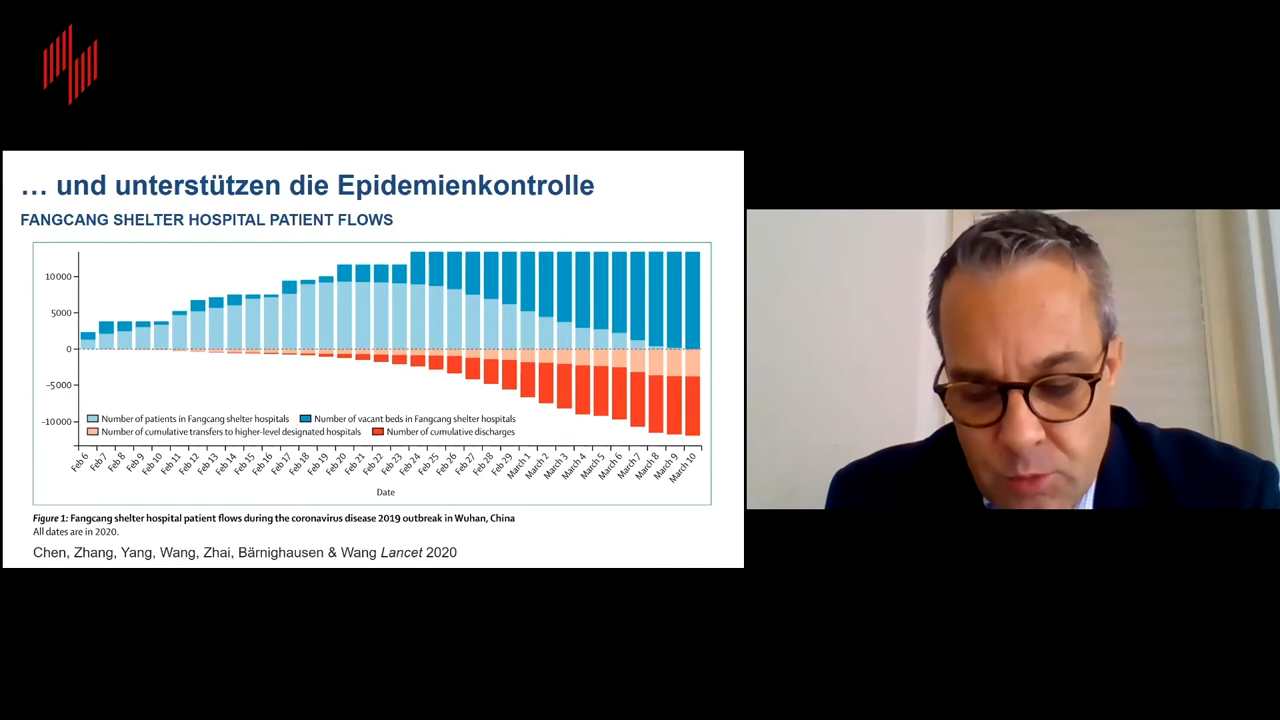 … und unterstützen die Epidemienkontrolle
FANGCANG SHELTER HOSPITAL PATIENT FLOWS
10000
5000
0
–5000
–10000
Number of patients in Fangcang shelter hospitals
Number of vacant beds in Fangcang shelter hospitals
Number of cumulative transfers to higher-level designated hospitals
Number of cumulative discharges
Feb 6
Feb 7
Feb 8
Feb 9
Feb 10
Feb 11
Feb 12
Feb 13
Feb 14
Feb 15
Feb 16
Feb 17
Feb 18
Feb 19
Feb 20
Feb 21
Feb 22
Feb 23
Feb 24
Feb 25
Feb 26
Feb 27
Feb 28
Feb 29
March 1
March 2
March 3
March 4
March 5
March 6
March 7
March 8
March 9
March 10
Date
Figure 1: Fangcang shelter hospital patient flows during the coronavirus disease 2019 outbreak in Wuhan, China
All dates are in 2020.
Chen, Zhang, Yang, Wang, Zhai, Bärnighausen & Wang Lancet 2020